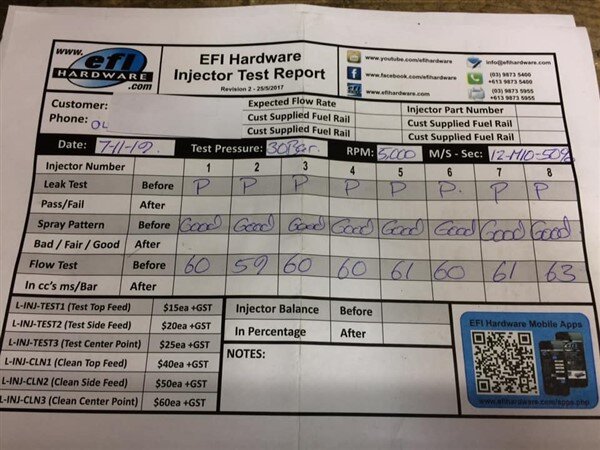 www.
efi
HARDWARE
.com
EFI Hardware
Injector Test Report
Revision 2 - 25/5/2017
www.youtube.com/efihardware
www.facebook.com/efihardware
www.efihardware.com
info@efihardware.com
(03) 9873 5400
+613 9873 5400
(03) 9873 5955
+613 9873 5955
Customer:
Phone: OL
Expected Flow Rate
Cust Supplied Fuel Rail
Cust Supplied Fuel Rail
Injector Part Number
Cust Supplied Fuel Rail
Cust Supplied Fuel Rail
Date: 7-11-19. Test Pressure: 30Psi. RPM: 5,000 M/S - Sec: 12-M10-50%
Injector Number 1 2 3 4 5 6 7 8
Leak Test Before P P P P P P. P P
Pass/Fail After
Spray Pattern Before Good Good Good Good Good Good Good Good
Bad / Fair / Good After
Flow Test Before 60 59 60 60 61 60 61 63
In cc's ms/Bar After
L-INJ-TEST1 (Test Top Feed) $15ea +GST
L-INJ-TEST2 (Test Side Feed) $20ea +GST
L-INJ-TEST3 (Test Center Point) $25ea +GST
L-INJ-CLN1 (Clean Top Feed) $40ea +GST
L-INJ-CLN2 (Clean Side Feed) $50ea +GST
L-INJ-CLN3 (Clean Center Point) $60ea +GST
Injector Balance Before
In Percentage After
NOTES:
EFI Hardware Mobile Apps
www.efihardware.com/apps.php